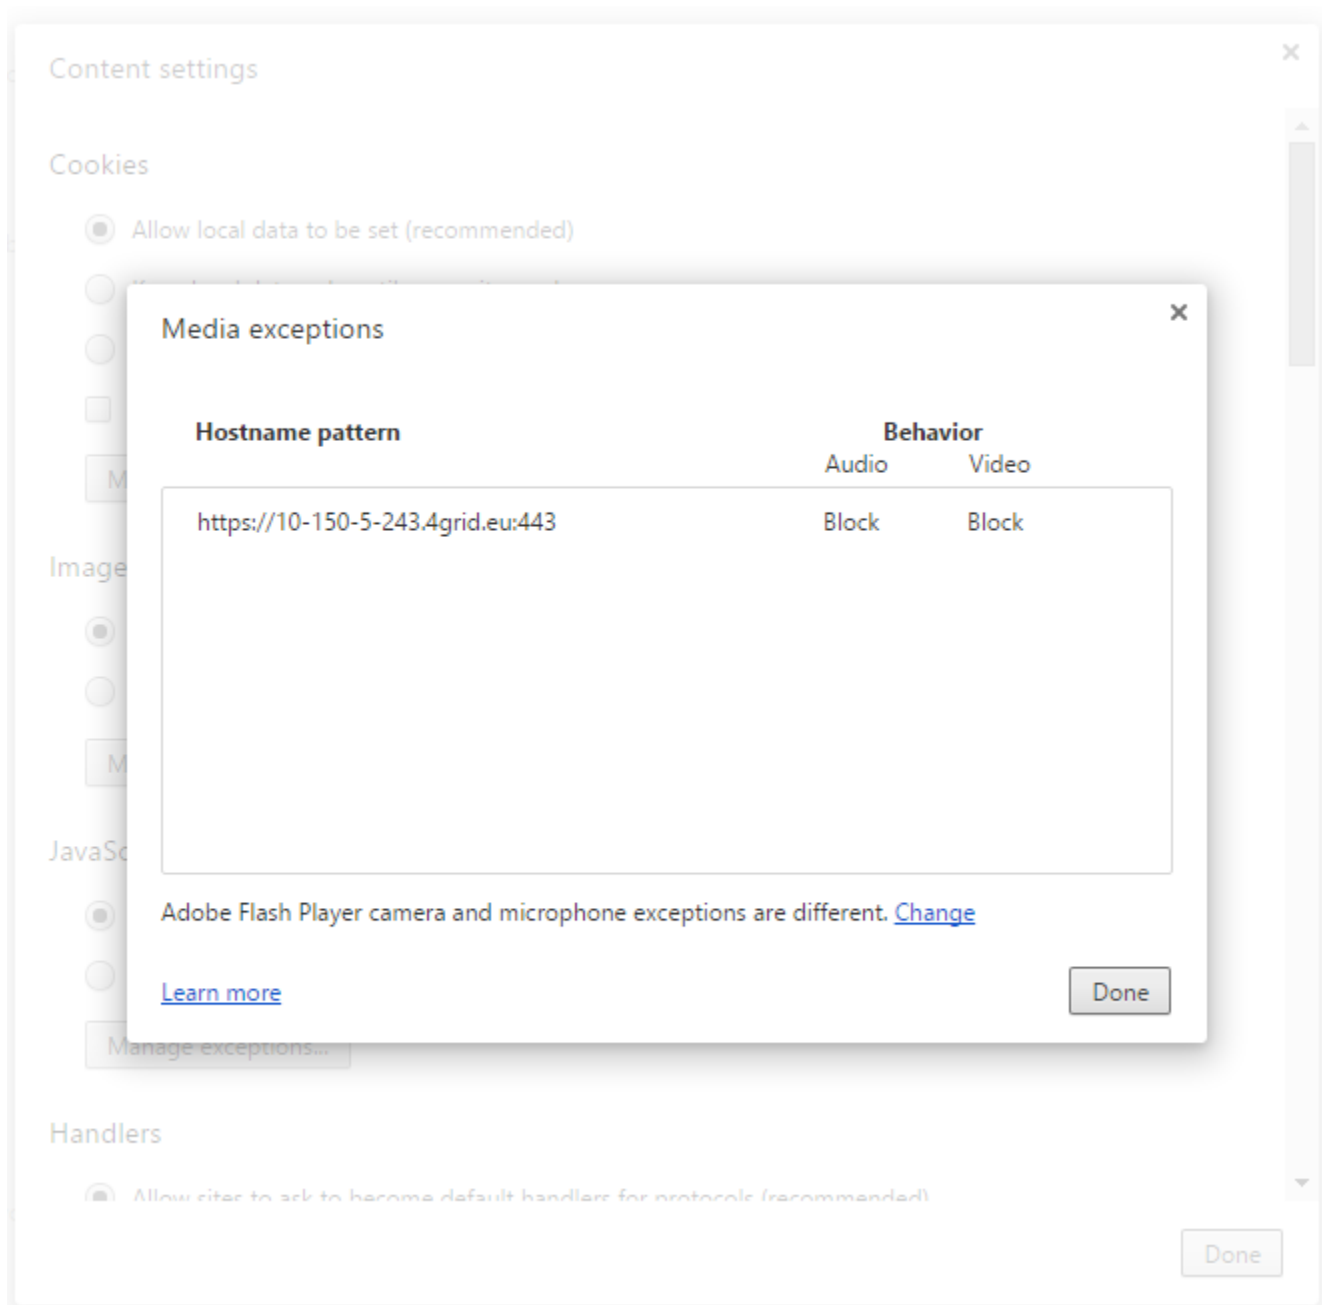 Content settings
Cookies
Allow local data to be set (recommended)
Media exceptions
Hostname pattern
Behavior
Audio Video
https://10-150-5-243.4grid.eu:443 Block Block
Image
JavaSc
Adobe Flash Player camera and microphone exceptions are different. Change
Learn more
Done
Manage exceptions...
Handlers
Allow sites to ask to become default handlers for protocols (recommended)
Done